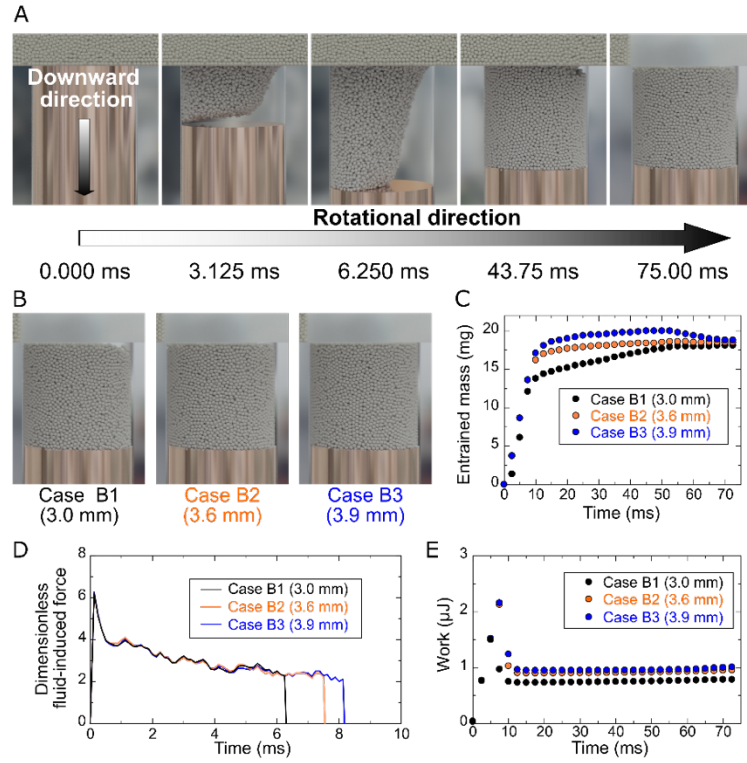 A
Downward
direction
Rotational direction
0.000 ms 3.125 ms 6.250 ms 43.75 ms 75.00 ms
B
Case B1
(3.0 mm)
Case B2
(3.6 mm)
Case B3
(3.9 mm)
C
Entrained mass (mg)
20
15
10
5
0
Case B1 (3.0 mm)
Case B2 (3.6 mm)
Case B3 (3.9 mm)
0 10 20 30 40 50 60 70
Time (ms)
D
Dimensionless
fluid-induced force
8
6
4
2
0
Case B1 (3.0 mm)
Case B2 (3.6 mm)
Case B3 (3.9 mm)
0 2 4 6 8 10
Time (ms)
E
Work (μJ)
3
2
1
0
Case B1 (3.0 mm)
Case B2 (3.6 mm)
Case B3 (3.9 mm)
0 10 20 30 40 50 60 70
Time (ms)